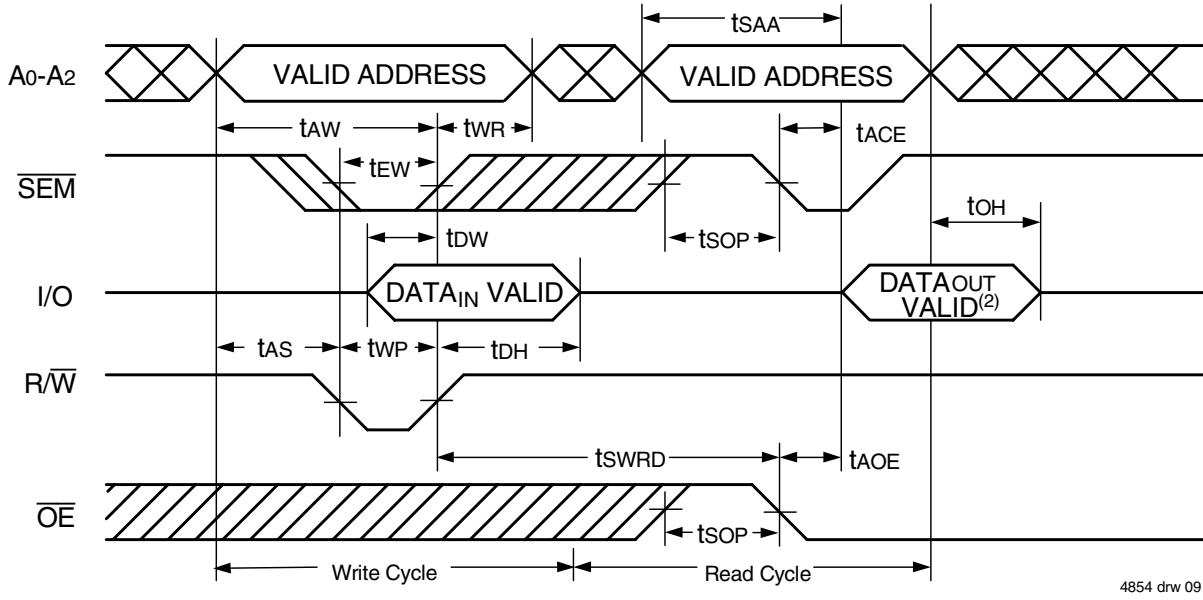 tSAA
A0-A2 VALID ADDRESS VALID ADDRESS
tAW tWR tACE
tEW
SEM
tSOP tOH
tDW
I/O DATAIN VALID DATAOUT
VALID(2)
tAS tWP tDH
R/W
tSWRD tAOE
OE
tSOP
Write Cycle Read Cycle
4854 drw 09